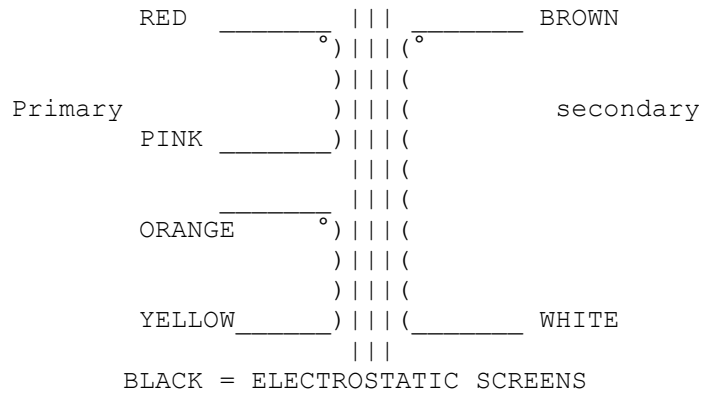 RED BROWN
Primary secondary
PINK
ORANGE
YELLOW WHITE
BLACK = ELECTROSTATIC SCREENS